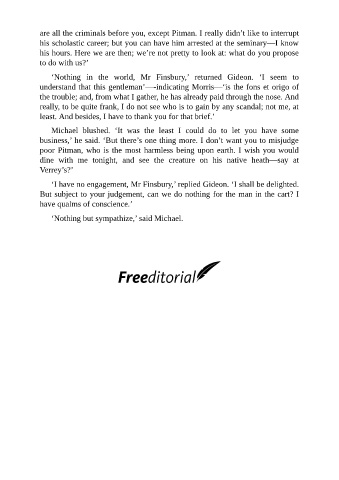 are all the criminals before you, except Pitman. I really didn't like to interrupt
his scholastic career; but you can have him arrested at the seminary—I know
his hours. Here we are then; we're not pretty to look at: what do you propose
to do with us?'
'Nothing in the world, Mr Finsbury,' returned Gideon. 'I seem to
understand that this gentleman'—-indicating Morris—'is the fons et origo of
the trouble; and, from what I gather, he has already paid through the nose. And
really, to be quite frank, I do not see who is to gain by any scandal; not me, at
least. And besides, I have to thank you for that brief.'
Michael blushed. 'It was the least I could do to let you have some
business,' he said. 'But there's one thing more. I don't want you to misjudge
poor Pitman, who is the most harmless being upon earth. I wish you would
dine with me tonight, and see the creature on his native heath—say at
Verrey's?'
'I have no engagement, Mr Finsbury,' replied Gideon. 'I shall be delighted.
But subject to your judgement, can we do nothing for the man in the cart? I
have qualms of conscience.'
'Nothing but sympathize,' said Michael.
Freeditorial